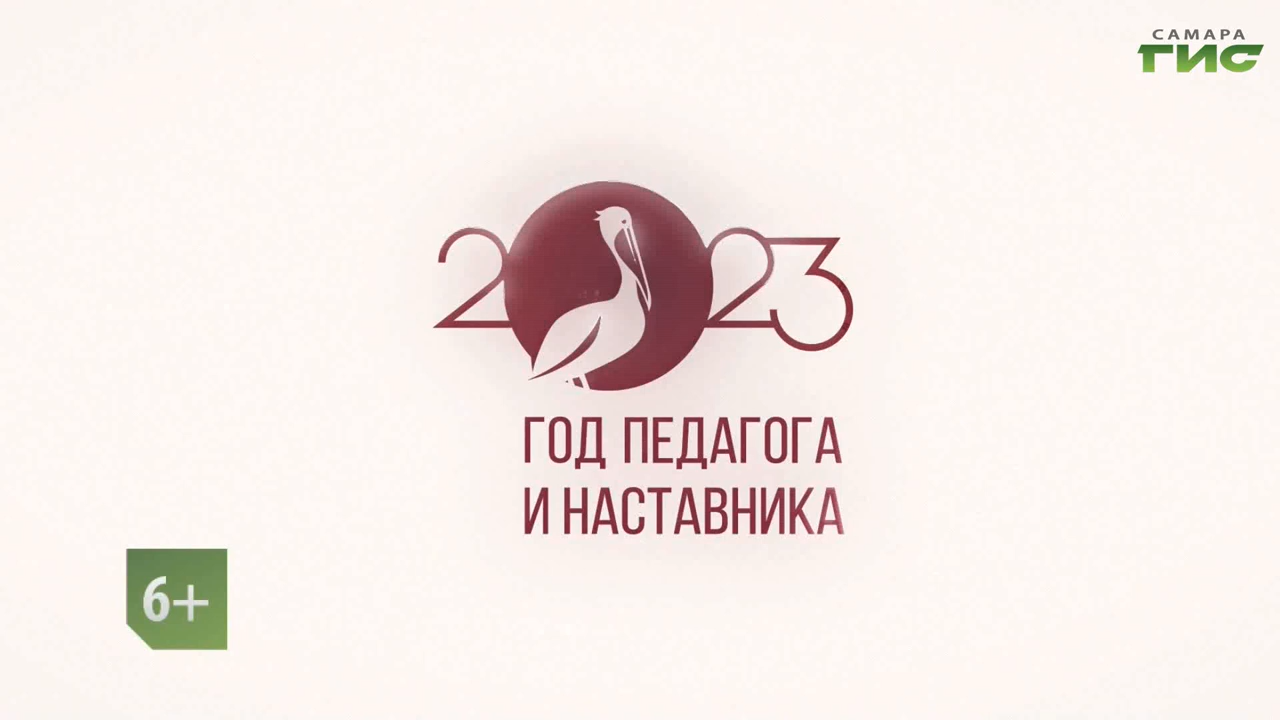 САМАРА
ГИС
2023
ГОД ПЕДАГОГА
И НАСТАВНИКА
6+